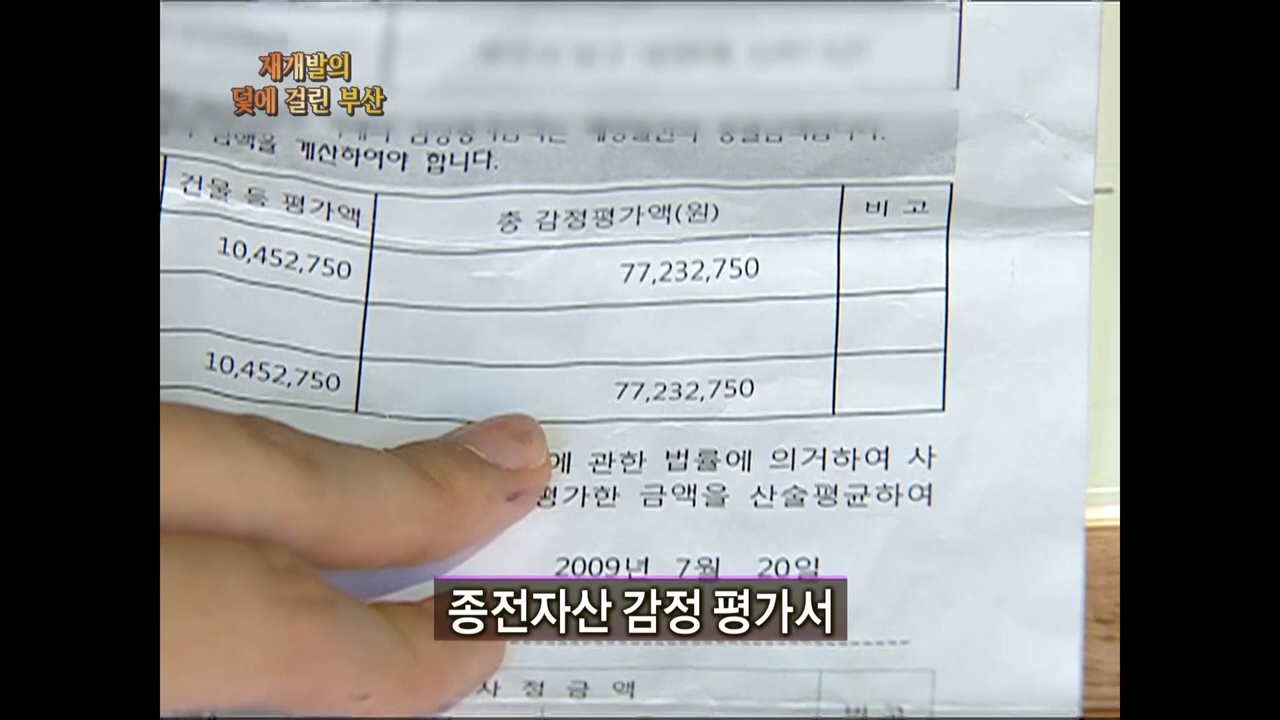 재개발의
덫에 걸린 부산
금액을 계산하여야 합니다.
건물 등 평가액 총 감정평가액(원) 비 고
10,452,750 77,232,750
10,452,750 77,232,750
에 관한 법률에 의거하여 사
평가한 금액을 산술평균하여
2009년 7월 20일
종전자산 감정 평가서
사 정 금 액
비 고